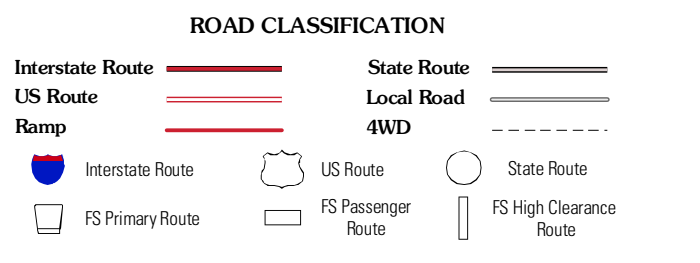 ROAD CLASSIFICATION
Interstate Route State Route
US Route Local Road
Ramp 4WD
Interstate Route US Route State Route
FS Primary Route FS Passenger Route FS High Clearance Route